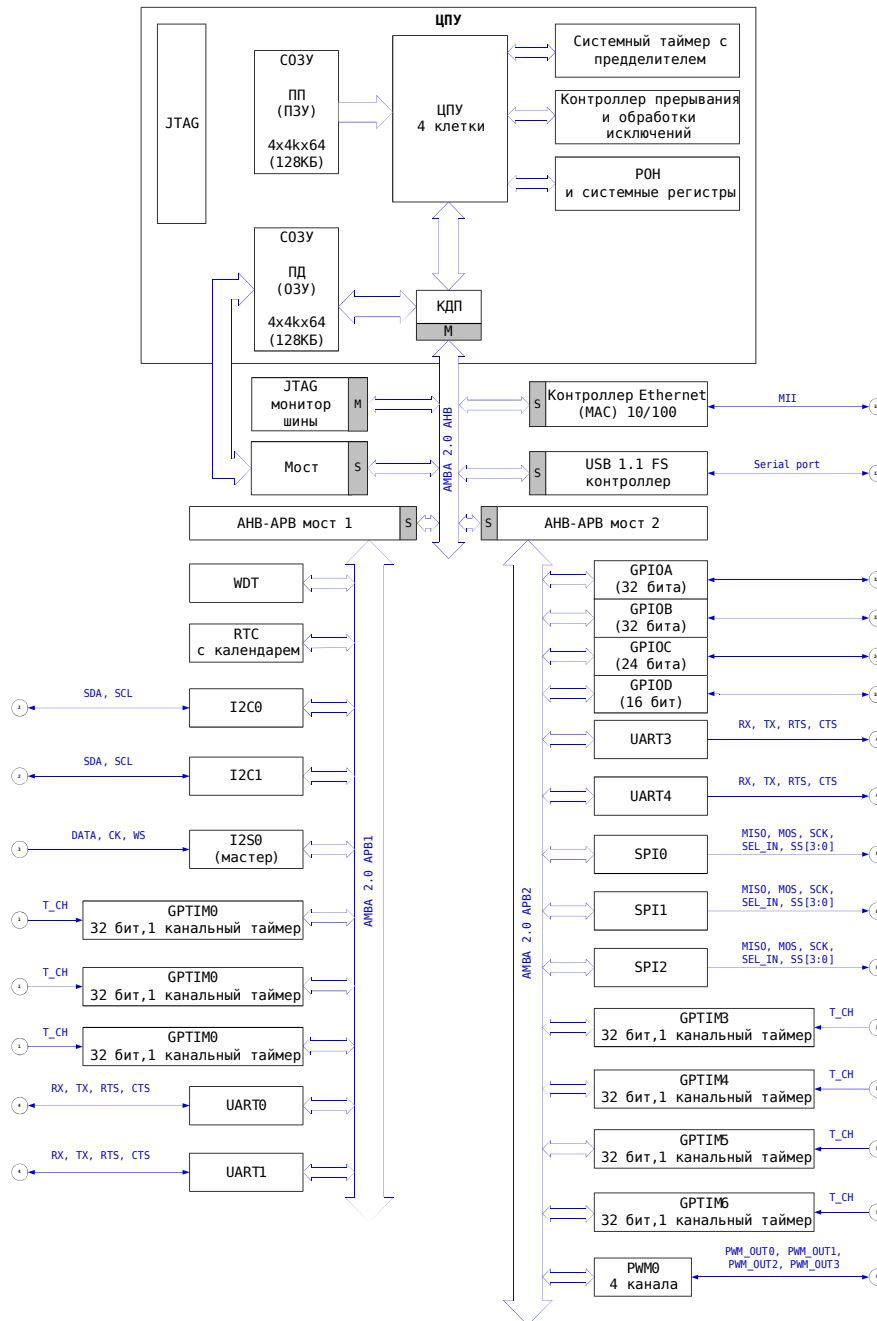 ЦПУ
JTAG
СОЗУ
ПП
(ПЗУ)
4x4kx64
(128КБ)
ЦПУ
4 клетки
Системный таймер с
предделителем
Контроллер прерывания
и обработки
исключений
РОН
и системные регистры
СОЗУ
ПД
(ОЗУ)
4x4kx64
(128КБ)
КДП
M
JTAG
монитор
шины
M
Мост
S
AMBA 2.0 AHB
S
Контроллер Ethernet
(MAC) 10/100
MII
S
USB 1.1 FS
контроллер
Serial port
АНВ-АРВ мост 1
S
S
АНВ-АРВ мост 2
WDT
RTC
с календарем
SDA, SCL
I2C0
SDA, SCL
I2C1
DATA, CK, WS
I2S0
(мастер)
T_CH
GPTIM0
32 бит,1 канальный таймер
T_CH
GPTIM0
32 бит,1 канальный таймер
T_CH
GPTIM0
32 бит,1 канальный таймер
RX, TX, RTS, CTS
UART0
RX, TX, RTS, CTS
UART1
AMBA 2.0 APB1
AMBA 2.0 APB2
GPIOA
(32 бита)
GPIOB
(32 бита)
GPIOC
(24 бита)
GPIOD
(16 бит)
UART3
RX, TX, RTS, CTS
UART4
RX, TX, RTS, CTS
SPI0
MISO, MOS, SCK,
SEL_IN, SS[3:0]
SPI1
MISO, MOS, SCK,
SEL_IN, SS[3:0]
SPI2
MISO, MOS, SCK,
SEL_IN, SS[3:0]
GPTIM3
32 бит,1 канальный таймер
T_CH
GPTIM4
32 бит,1 канальный таймер
T_CH
GPTIM5
32 бит,1 канальный таймер
T_CH
GPTIM6
32 бит,1 канальный таймер
T_CH
PWM0
4 канала
PWM_OUT0, PWM_OUT1,
PWM_OUT2, PWM_OUT3